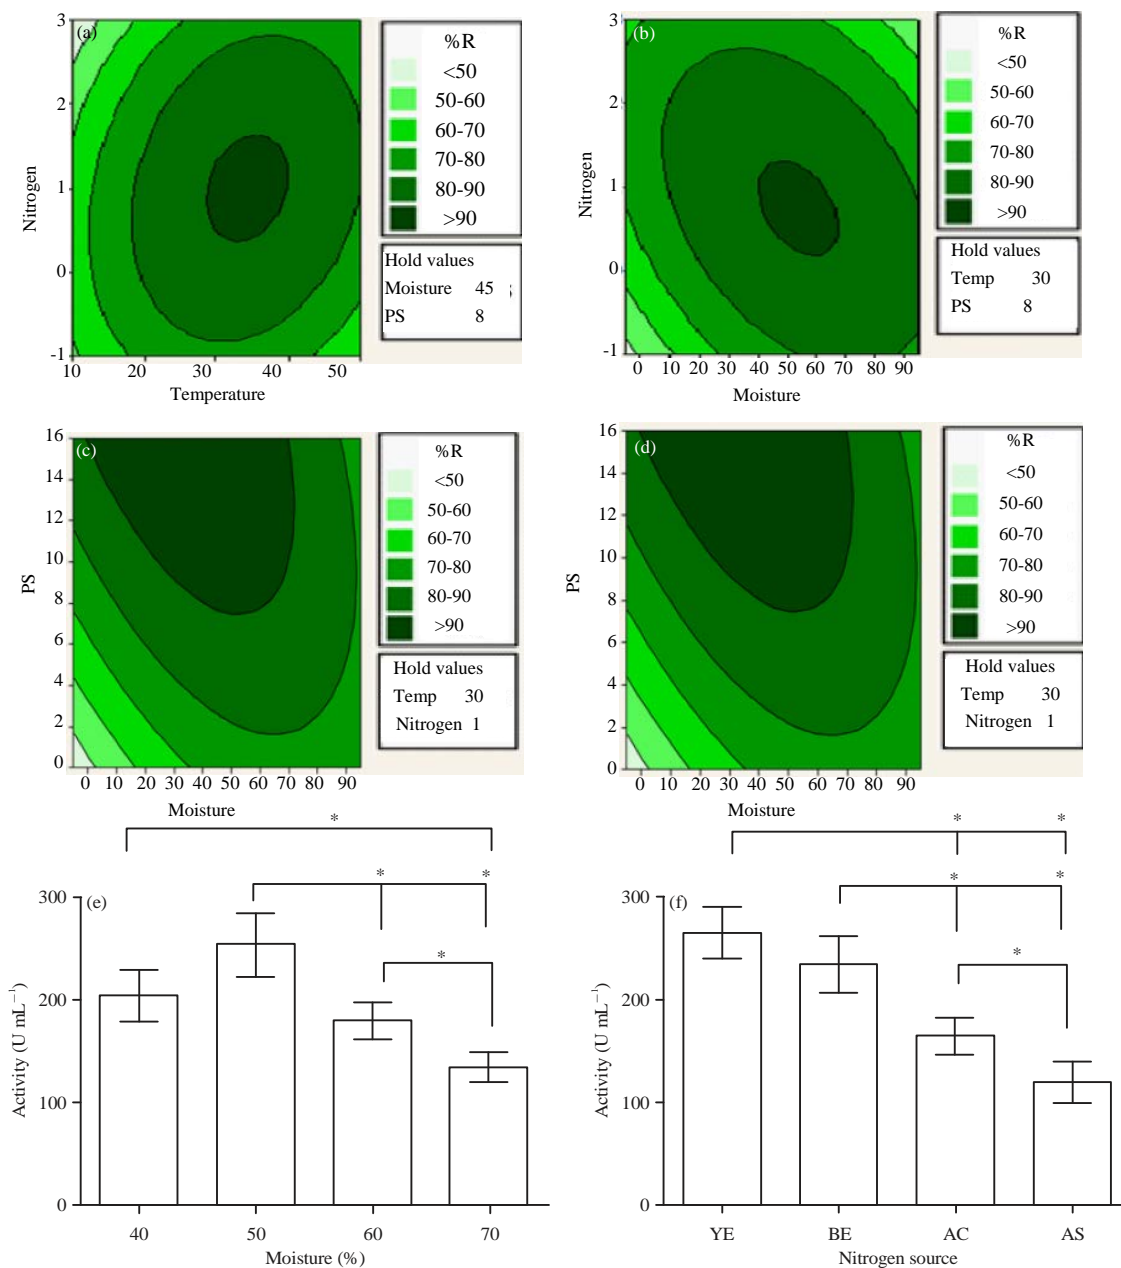 (a)
3
2
1
0
-1
Nitrogen
10 20 30 40 50
Temperature
%R
<50
50-60
60-70
70-80
80-90
>90
Hold values
Moisture 45
PS 8
(b)
3
2
1
0
-1
Nitrogen
0 10 20 30 40 50 60 70 80 90
Moisture
%R
<50
50-60
60-70
70-80
80-90
>90
Hold values
Temp 30
PS 8
(c)
16
14
12
10
8
6
4
2
0
PS
0 10 20 30 40 50 60 70 80 90
Moisture
%R
<50
50-60
60-70
70-80
80-90
>90
Hold values
Temp 30
Nitrogen 1
(d)
16
14
12
10
8
6
4
2
0
PS
0 10 20 30 40 50 60 70 80 90
Moisture
%R
<50
50-60
60-70
70-80
80-90
>90
Hold values
Temp 30
Nitrogen 1
*
* *
*
(e)
300
200
100
0
Activity (U mL⁻¹)
40 50 60 70
Moisture (%)
* *
* *
*
(f)
300
200
100
0
Activity (U mL⁻¹)
YE BE AC AS
Nitrogen source